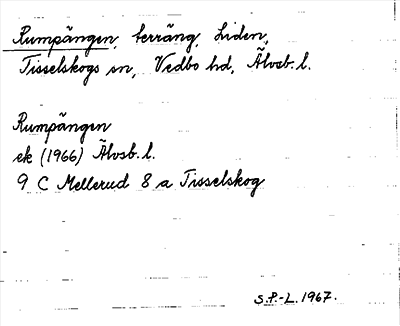 Rumpängen, terräng, Liden,
Tisselskogs sn, Vedbo hd, Älvsb. l.
Rumpängen
ek (1966) Älvsb. l.
9 C Mellerud 8 a Tisselskog
S.P.-L. 1967.